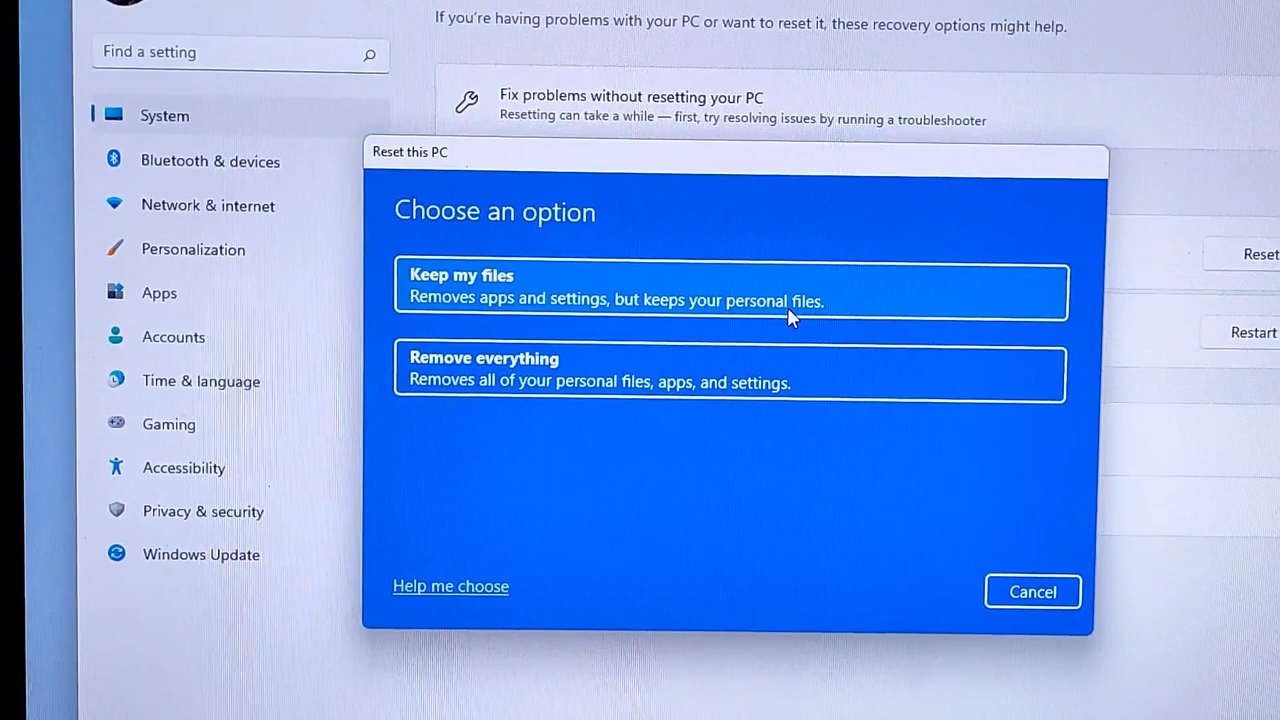 If you're having problems with your PC or want to reset it, these recovery options might help.
Find a setting
Fix problems without resetting your PC
Resetting can take a while — first, try resolving issues by running a troubleshooter
System
Bluetooth & devices
Network & internet
Personalization
Apps
Accounts
Time & language
Gaming
Accessibility
Privacy & security
Windows Update
Reset this PC
Choose an option
Keep my files
Removes apps and settings, but keeps your personal files.
Remove everything
Removes all of your personal files, apps, and settings.
Help me choose
Cancel
Reset
Restart